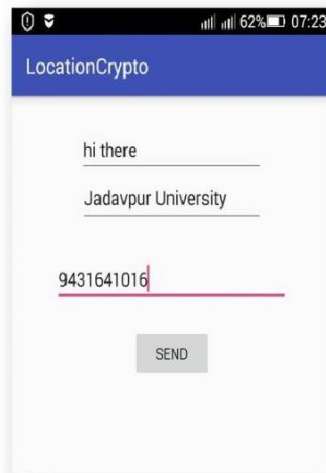 62% 07:23
LocationCrypto
hi there
Jadavpur University
9431641016
SEND